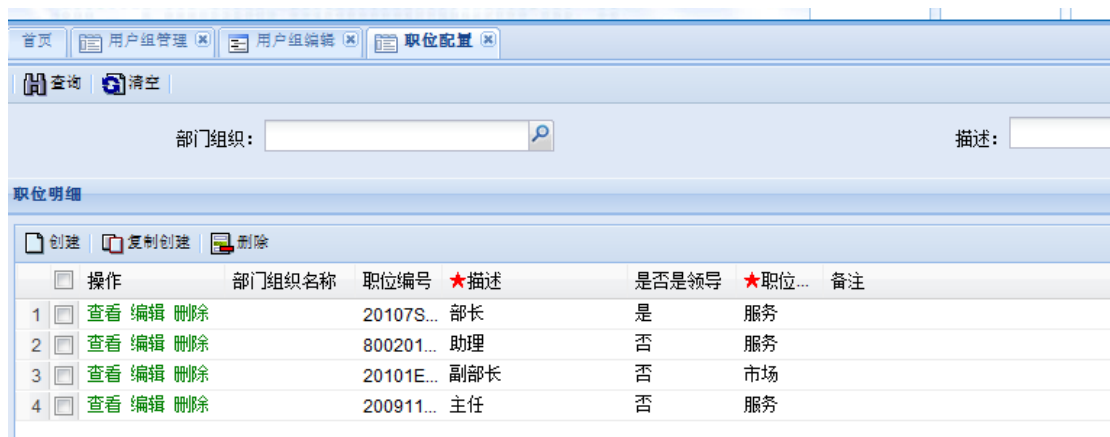 首页 用户组管理 用户组编辑 职位配置
查询 清空
部门组织： 描述：
职位明细
创建 复制创建 删除
操作 部门组织名称 职位编号 ★描述 是否是领导 ★职位... 备注
1 查看 编辑 删除 20107S... 部长 是 服务
2 查看 编辑 删除 800201... 助理 否 服务
3 查看 编辑 删除 20101E... 副部长 否 市场
4 查看 编辑 删除 200911... 主任 否 服务